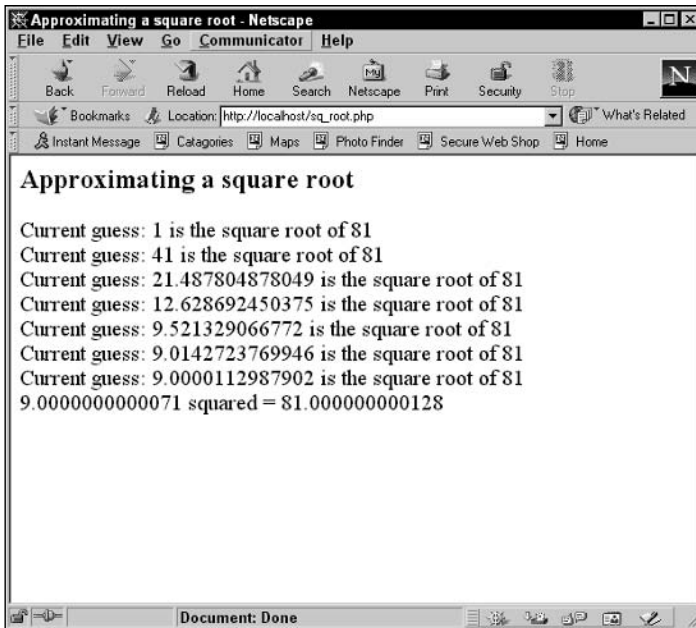 Approximating a square root - Netscape
File Edit View Go Communicator Help
Back Forward Reload Home Search Netscape Print Security Stop
My
N
Bookmarks Location: http://localhost/sq_root.php What's Related
Instant Message Catagories Maps Photo Finder Secure Web Shop Home
Approximating a square root
Current guess: 1 is the square root of 81
Current guess: 41 is the square root of 81
Current guess: 21.487804878049 is the square root of 81
Current guess: 12.628692450375 is the square root of 81
Current guess: 9.521329066772 is the square root of 81
Current guess: 9.0142723769946 is the square root of 81
Current guess: 9.0000112987902 is the square root of 81
9.0000000000071 squared = 81.000000000128
Document: Done